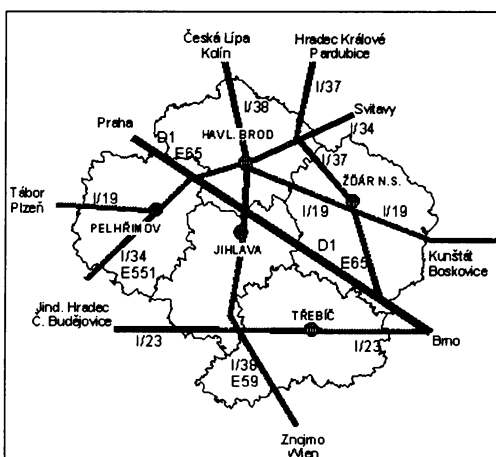 Česká Lípa
Kolín
Hradec Králové
Pardubice
I/37
I/38
Svitavy
I/34
Praha
D1
E65
HAVL. BROD
I/37
Tábor
Plzeň
I/19
ŽĎÁR N.S.
I/19
I/19
PELHŘIMOV
JIHLAVA
D1
E65
Kunštát
Boskovice
I/34
E551
Jind. Hradec
Č. Budějovice
TŘEBÍČ
Brno
I/23
I/23
I/38
E59
Znojmo